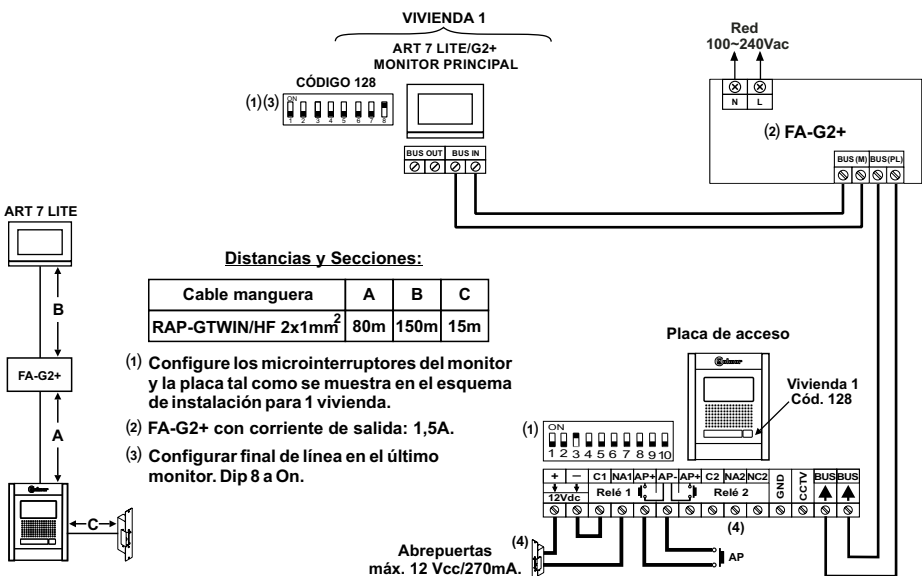 VIVIENDA 1
ART 7 LITE/G2+
MONITOR PRINCIPAL
CÓDIGO 128
(1)(3)
ON
1 2 3 4 5 6 7 8
BUS OUT BUS IN
Red
100~240Vac
N L
(2) FA-G2+
BUS (M) BUS(PL)
ART 7 LITE
B
FA-G2+
A
C
Distancias y Secciones:
Cable manguera A B C
RAP-GTWIN/HF 2x1mm² 80m 150m 15m
(1) Configure los microinterruptores del monitor
y la placa tal como se muestra en el esquema
de instalación para 1 vivienda.
(2) FA-G2+ con corriente de salida: 1,5A.
(3) Configurar final de línea en el último
monitor. Dip 8 a On.
Placa de acceso
Golmar
Vivienda 1
Cód. 128
(1)
ON
1 2 3 4 5 6 7 8 9 10
+ – C1 NA1 AP+ AP- AP+ C2 NA2 NC2 GND CCTV BUS BUS
12Vdc Relé 1 Relé 2
(4)
(4)
AP
Abrepuertas
máx. 12 Vcc/270mA.
Golmar